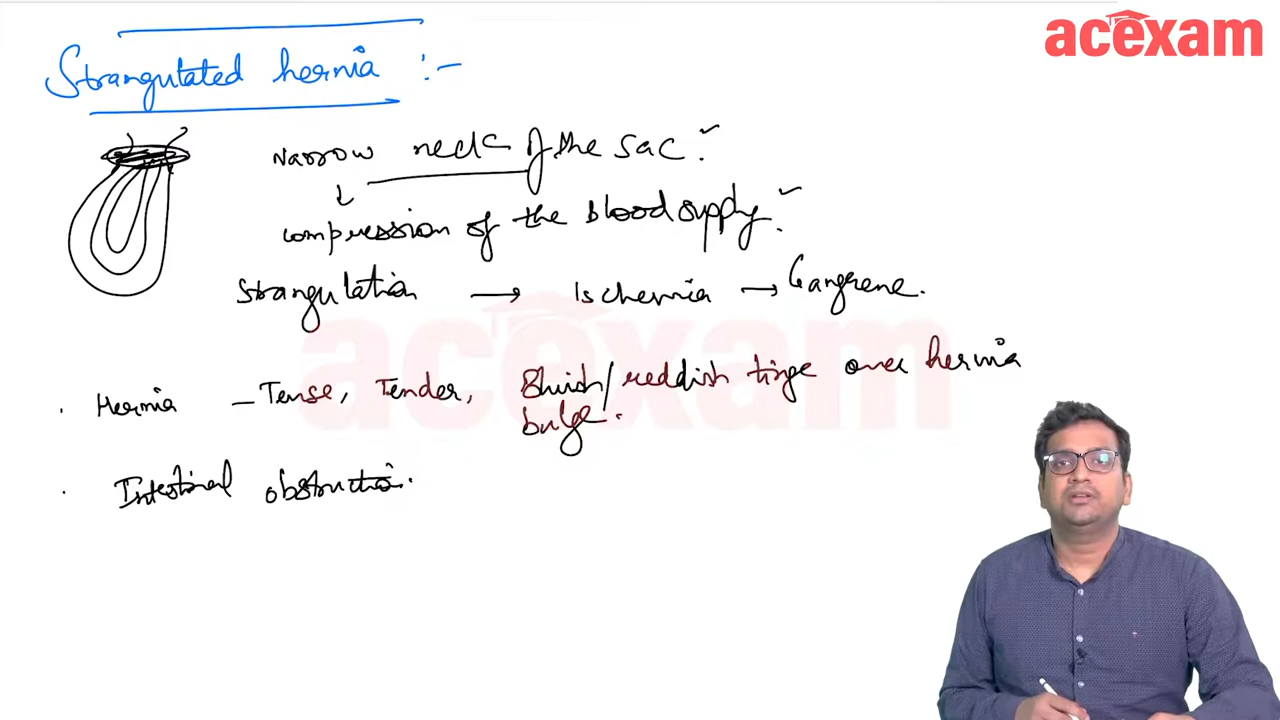 acexam
Strangulated hernia :-
Narrow neck of the sac.
↓
compression of the blood supply.
Strangulation → Ischemia → Gangrene.
. Hernia - Tense, Tender, Bluish/reddish tinge over hernia
bulge.
. Intestinal obstruction.
acexam